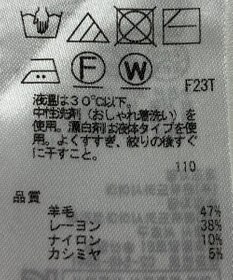 F
W
F23T
液温は30℃以下。
中性洗剤(おしゃれ着洗い)を
使用。漂白剤は液体タイプを使
用。よくすすぎ、絞りの後すぐ
に干すこと。
110
品質
羊毛 47%
レーヨン 38%
ナイロン 10%
カシミヤ 5%